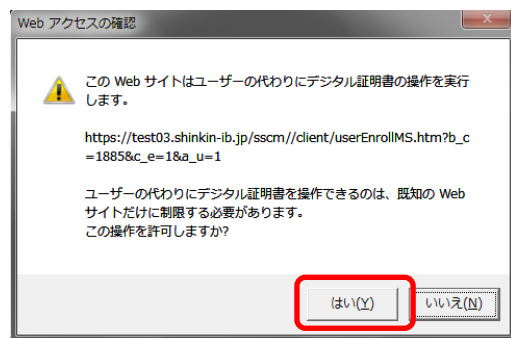 Web アクセスの確認
この Web サイトはユーザーの代わりにデジタル証明書の操作を実行
します。
https://test03.shinkin-ib.jp/sscm//client/userEnrollMS.htm?b_c
=1885&c_e=1&a_u=1
ユーザーの代わりにデジタル証明書を操作できるのは、既知の Web
サイトだけに制限する必要があります。
この操作を許可しますか?
はい(Y) いいえ(N)